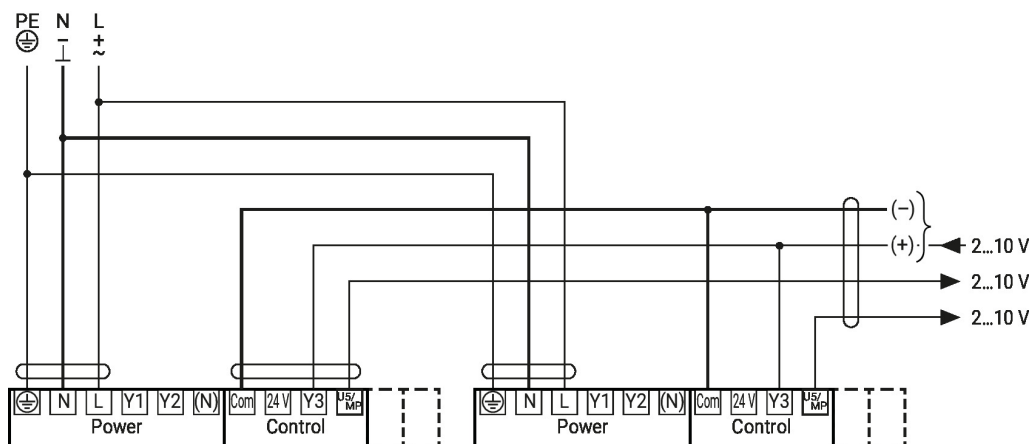 PE N L
– +
⊥ ~
(–)
(+) 2...10 V
2...10 V
2...10 V
N L Y1 Y2 (N) Com 24 V Y3 U5/MP N L Y1 Y2 (N) Com 24 V Y3 U5/MP
Power Control Power Control